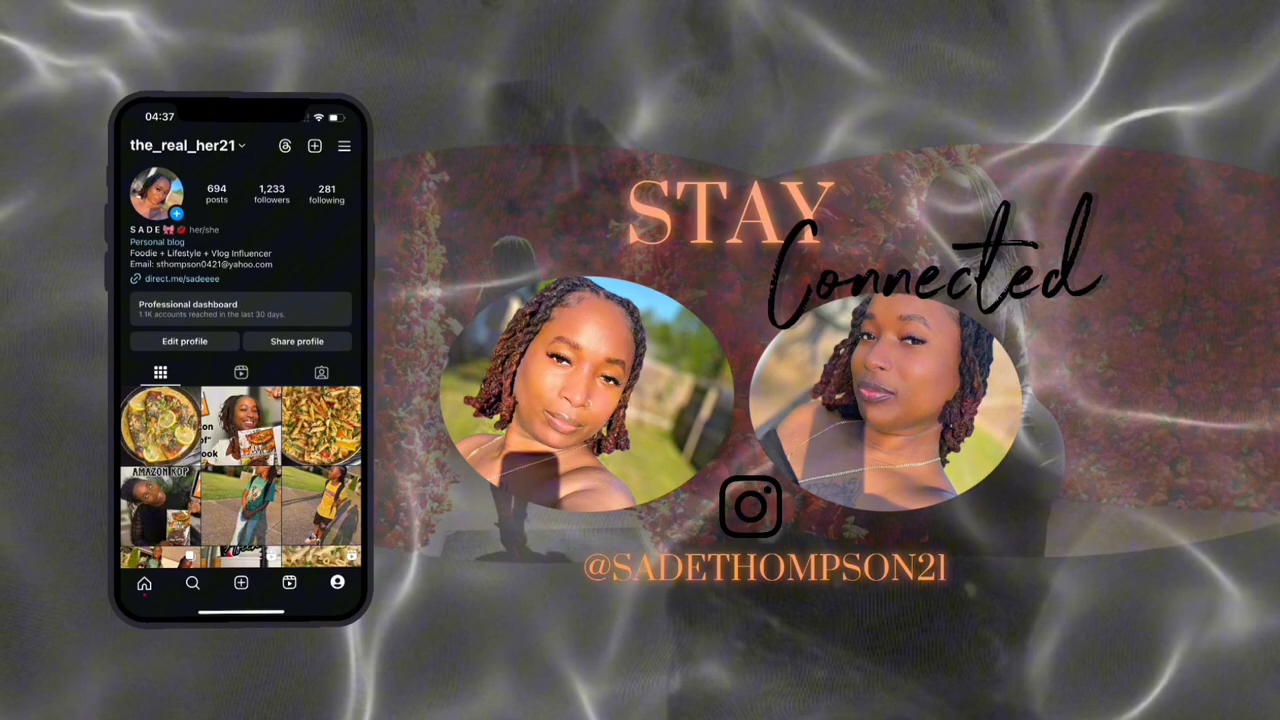 04:37
the_real_her21
694
posts
1,233
followers
281
following
SADE her/she
Personal blog
Foodie + Lifestyle + Vlog Influencer
Email: sthompson0421@yahoo.com
direct.me/sadeeee
Professional dashboard
1.1K accounts reached in the last 30 days.
Edit profile
Share profile
AMAZON KDP
STAY
Connected
@SADETHOMPSON21